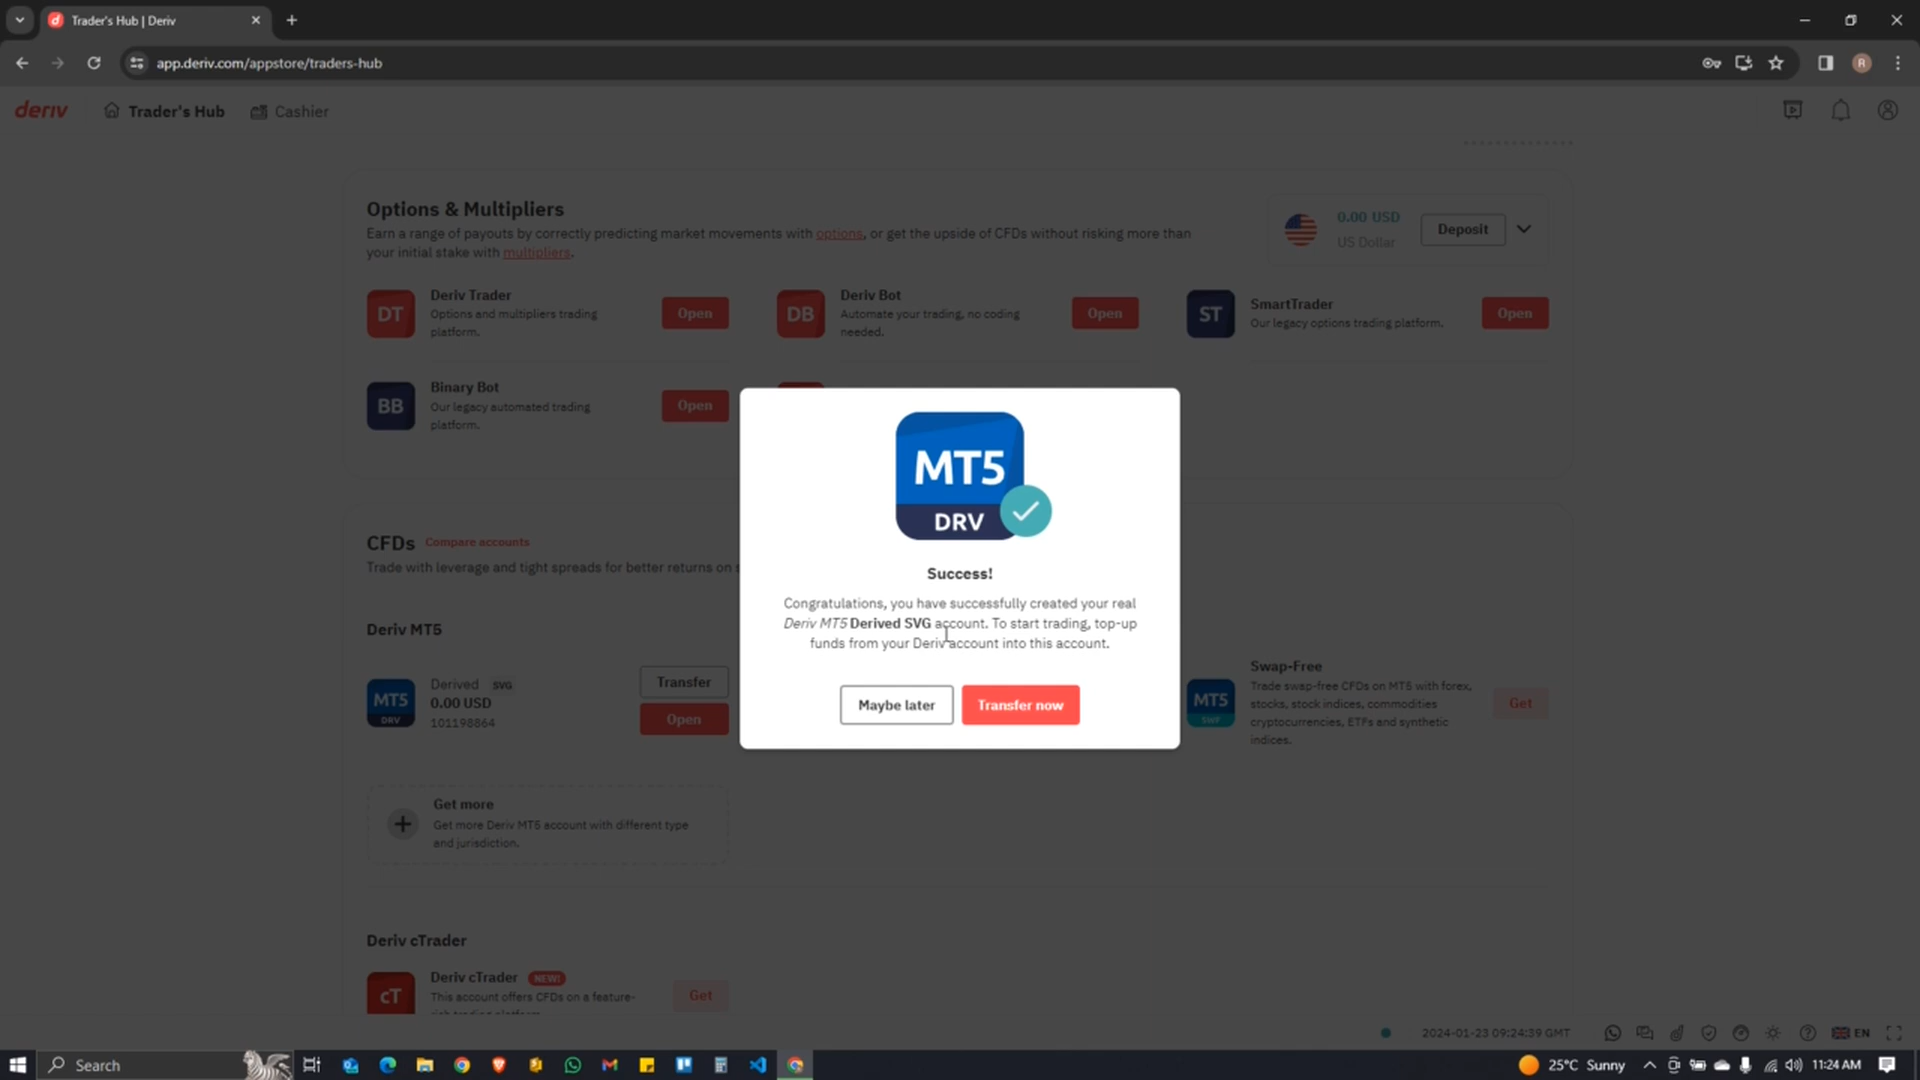 Trader's Hub | Deriv
app.deriv.com/appstore/traders-hub
R
deriv
Trader's Hub
Cashier
Options & Multipliers
Earn a range of payouts by correctly predicting market movements with options, or get the upside of CFDs without risking more than
your initial stake with multipliers.
0.00 USD
US Dollar
Deposit
DT
Deriv Trader
Options and multipliers trading
platform.
Open
DB
Deriv Bot
Automate your trading, no coding
needed.
Open
ST
SmartTrader
Our legacy options trading platform.
Open
BB
Binary Bot
Our legacy automated trading
platform.
Open
MT5
DRV
Success!
Congratulations, you have successfully created your real
Deriv MT5 Derived SVG account. To start trading, top-up
funds from your Deriv account into this account.
Maybe later
Transfer now
CFDs
Compare accounts
Trade with leverage and tight spreads for better returns on
Deriv MT5
MT5
DRV
Derived SVG
0.00 USD
101198864
Transfer
Open
MT5
SWF
Swap-Free
Trade swap-free CFDs on MT5 with forex,
stocks, stock indices, commodities
cryptocurrencies, ETFs and synthetic
indices.
Get
Get more
Get more Deriv MT5 account with different type
and jurisdiction.
Deriv cTrader
cT
Deriv cTrader NEW!
This account offers CFDs on a feature-
rich trading platform.
Get
2024-01-23 09:24:39 GMT
EN
Search
25°C Sunny
11:24 AM